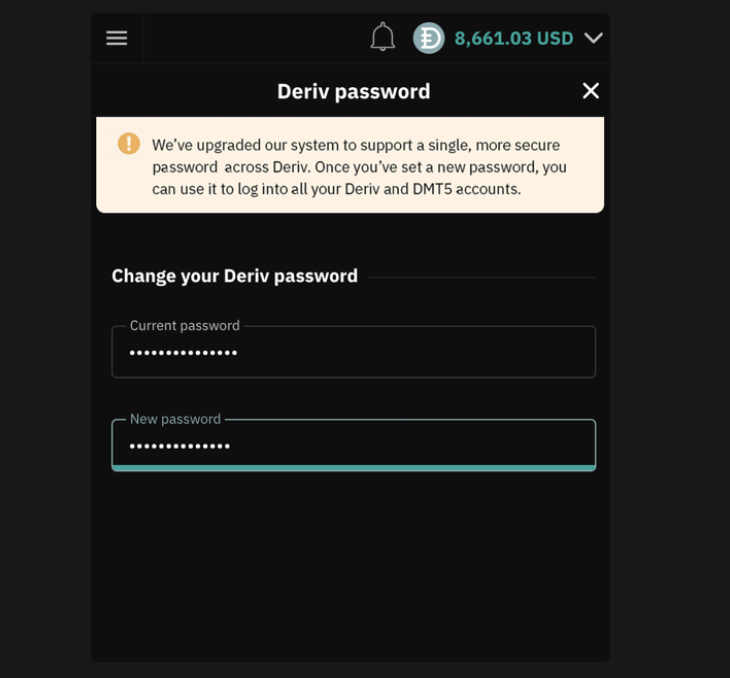 8,661.03 USD
Deriv password
We’ve upgraded our system to support a single, more secure
password across Deriv. Once you’ve set a new password, you
can use it to log into all your Deriv and DMT5 accounts.
Change your Deriv password
Current password
•••••••••••••••
New password
••••••••••••••